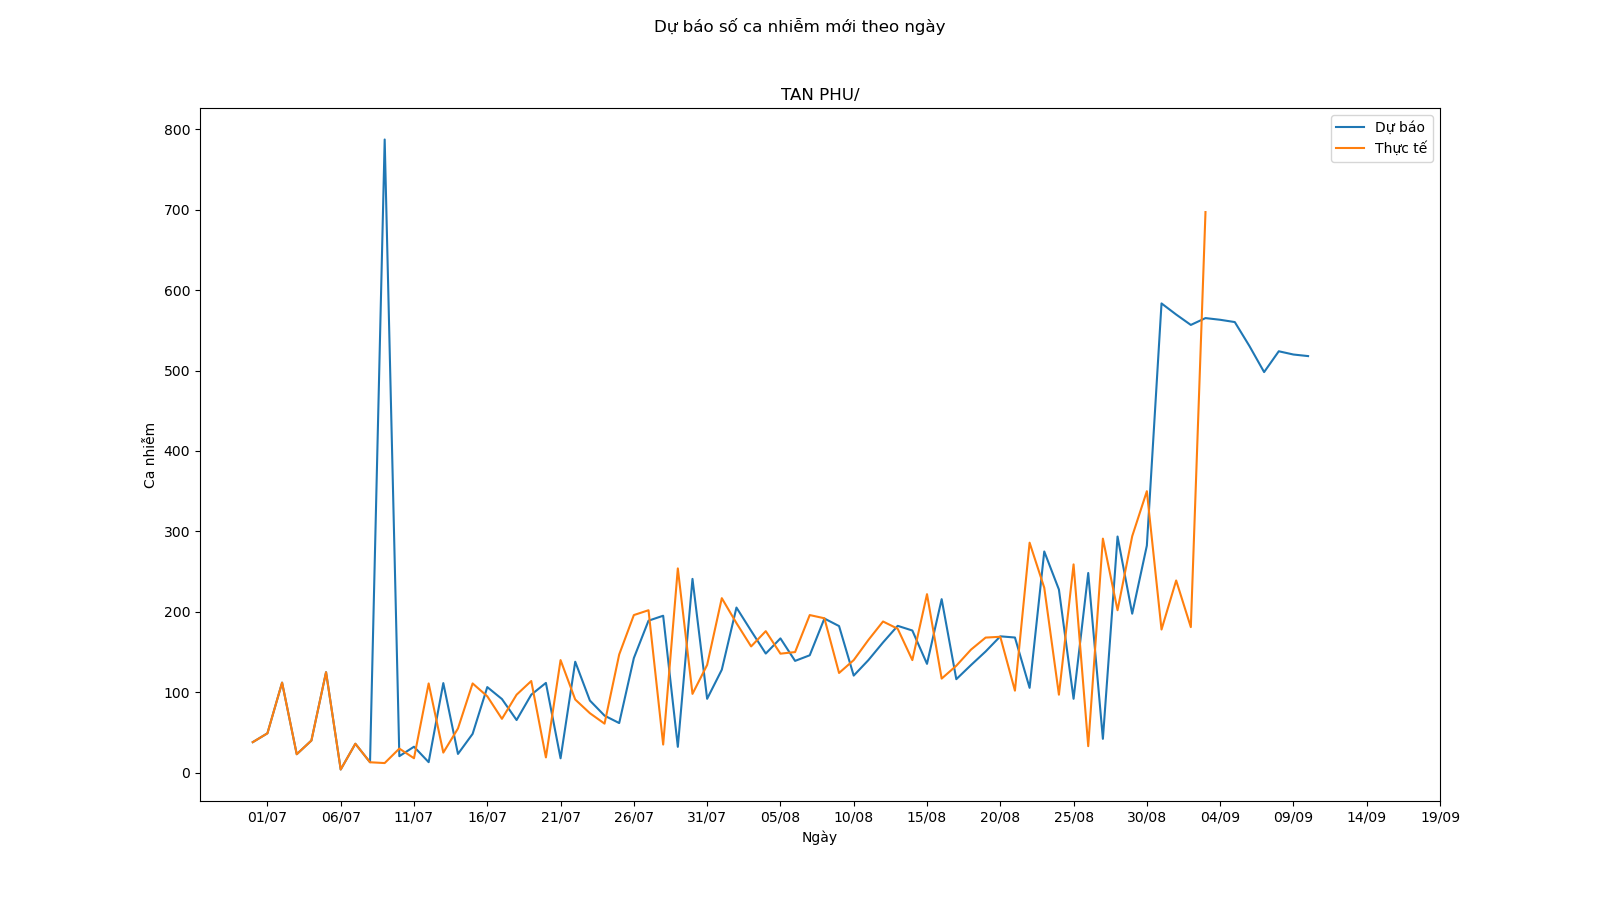 Dự báo số ca nhiễm mới theo ngày
TAN PHU/
Dự báo
Thực tế
800
700
600
500
400
300
200
100
0
Ca nhiễm
01/07 06/07 11/07 16/07 21/07 26/07 31/07 05/08 10/08 15/08 20/08 25/08 30/08 04/09 09/09 14/09 19/09
Ngày